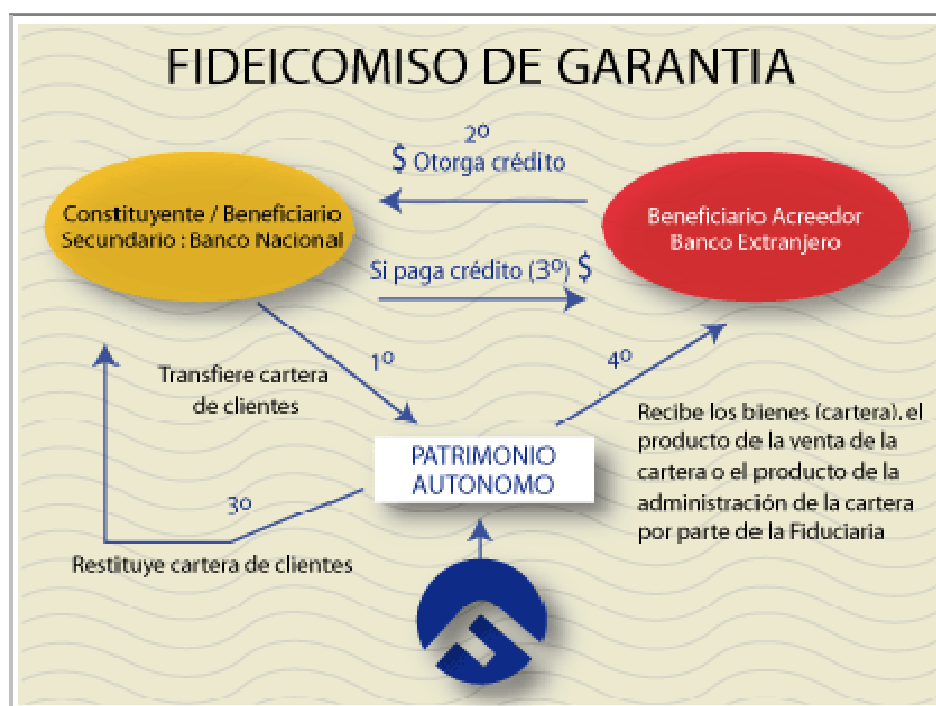 FIDEICOMISO DE GARANTIA
2º
$ Otorga crédito
Constituyente / Beneficiario
Secundario : Banco Nacional
Beneficiario Acreedor
Banco Extranjero
Si paga crédito (3º) $
1º
4º
Transfiere cartera
de clientes
Recibe los bienes (cartera). el
producto de la venta de la
cartera o el producto de la
administración de la cartera
por parte de la Fiduciaria
PATRIMONIO
AUTONOMO
3º
Restituye cartera de clientes